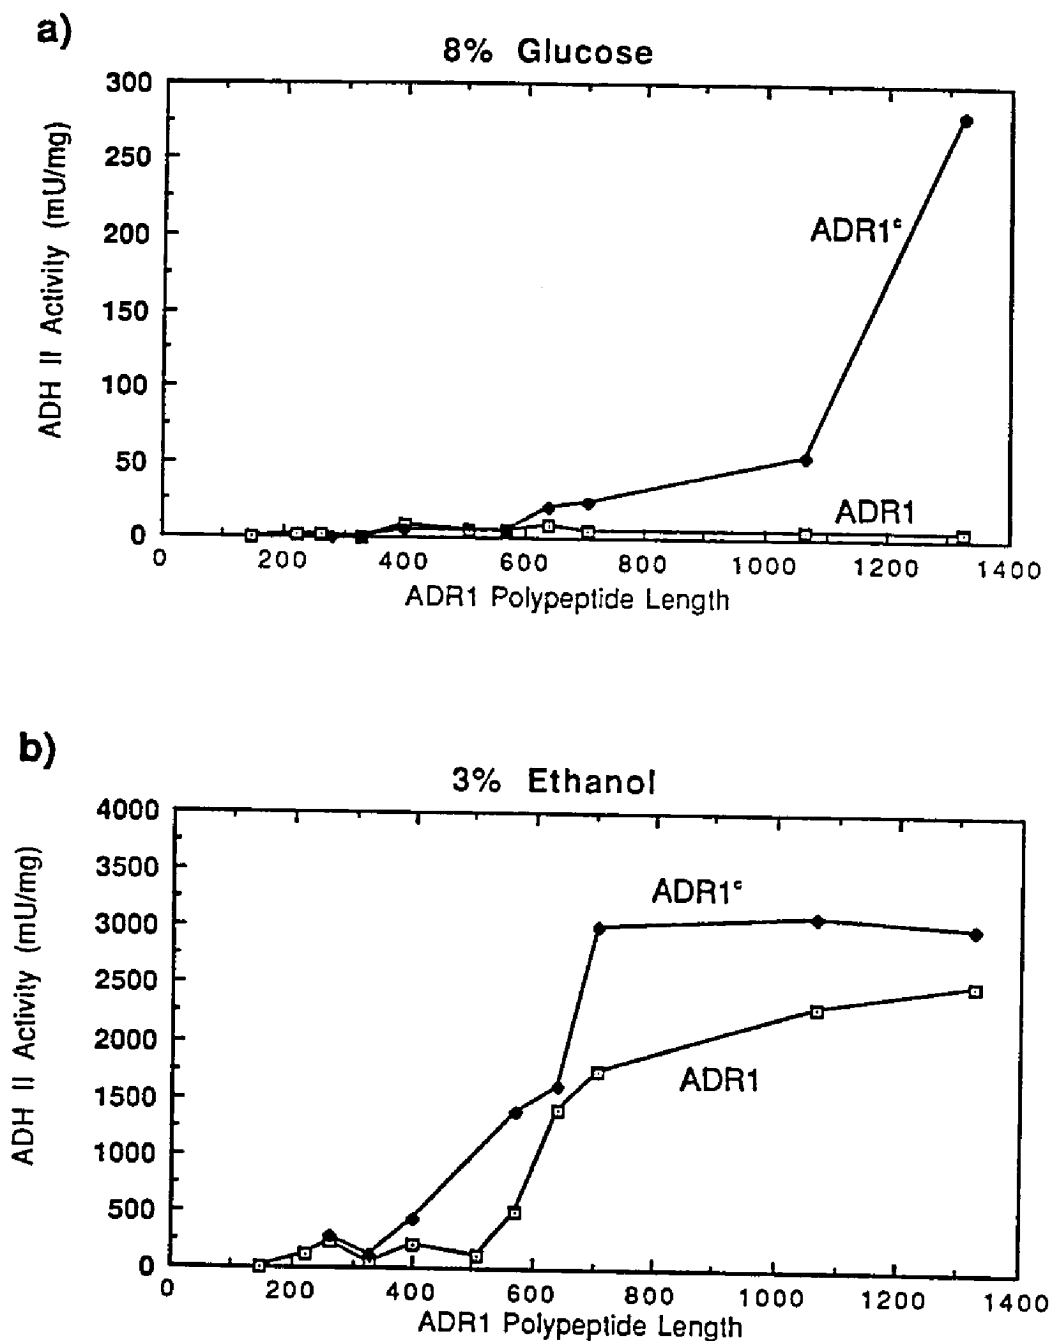 a)
8% Glucose
300
250
200
150
100
50
0
ADH II Activity (mU/mg)
ADR1ᶜ
ADR1
0 200 400 600 800 1000 1200 1400
ADR1 Polypeptide Length
b)
3% Ethanol
4000
3500
3000
2500
2000
1500
1000
500
0
ADH II Activity (mU/mg)
ADR1ᶜ
ADR1
0 200 400 600 800 1000 1200 1400
ADR1 Polypeptide Length